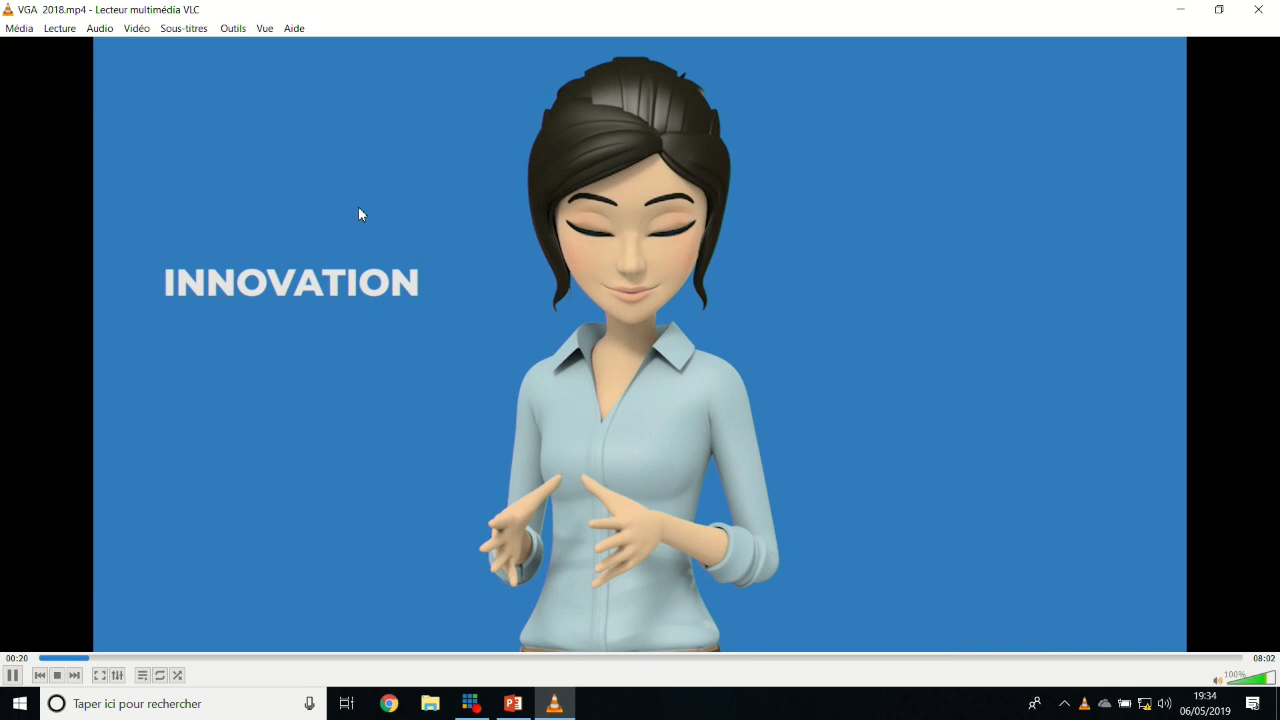 VGA 2018.mp4 - Lecteur multimédia VLC
Média Lecture Audio Vidéo Sous-titres Outils Vue Aide
INNOVATION
00:20 08:02
100%
Taper ici pour rechercher
19:34
06/05/2019